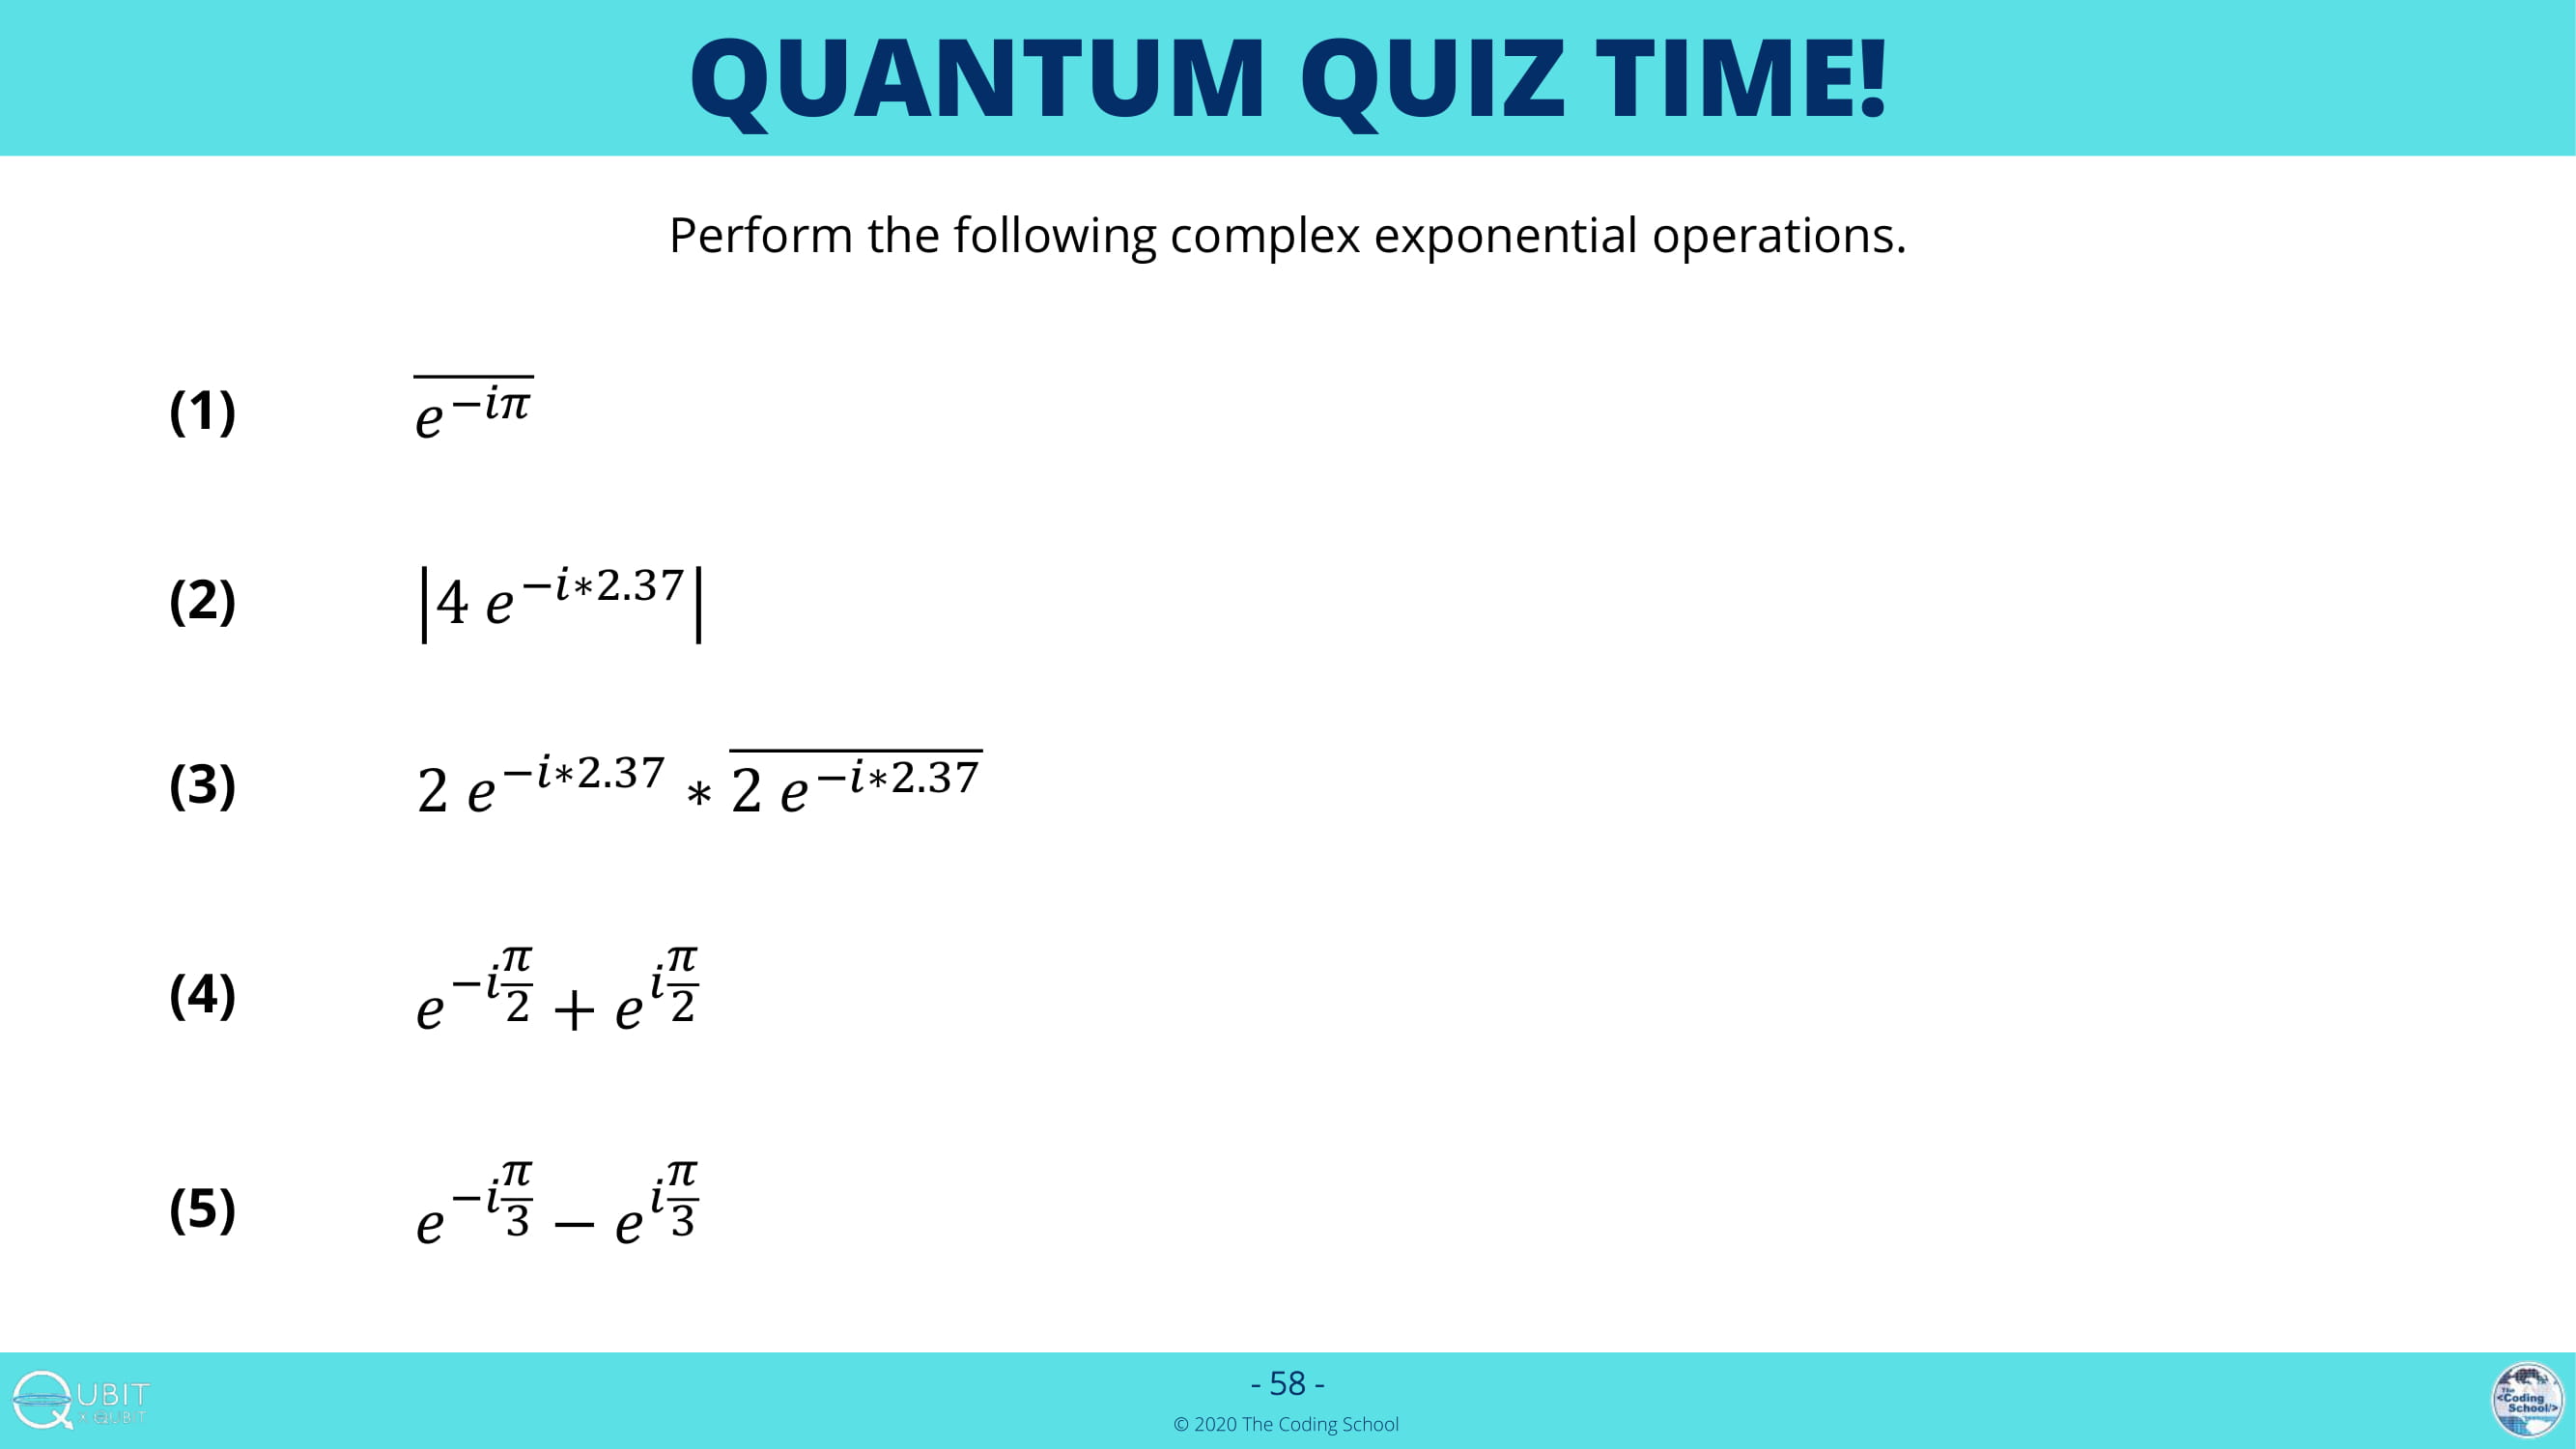 QUANTUM QUIZ TIME!
Perform the following complex exponential operations.
(1) $\overline{e^{-i\pi}}$
(2) $\left|4\ e^{-i*2.37}\right|$
(3) $2\ e^{-i*2.37} * \overline{2\ e^{-i*2.37}}$
(4) $e^{-i\frac{\pi}{2}} + e^{i\frac{\pi}{2}}$
(5) $e^{-i\frac{\pi}{3}} - e^{i\frac{\pi}{3}}$
QUBIT
X QUBIT
- 58 -
© 2020 The Coding School
The
<Coding
School/>